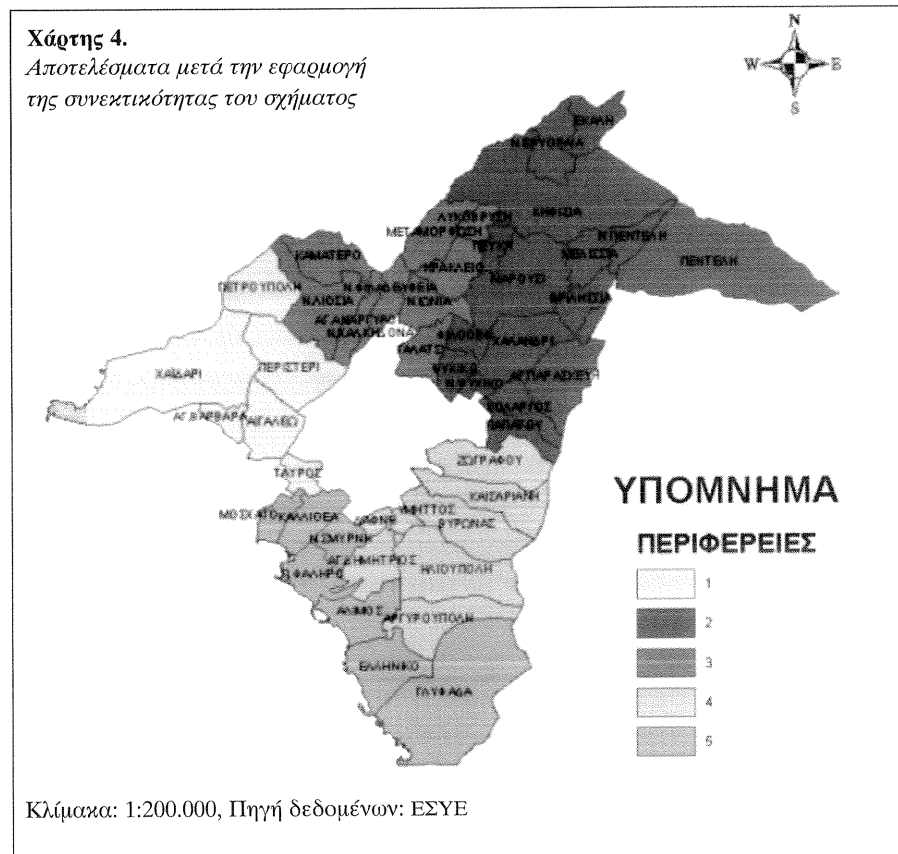 Χάρτης 4.
Αποτελέσματα μετά την εφαρμογή
της συνεκτικότητας του σχήματος
N
W E
S
ΕΚΑΛΗ
Ν.ΕΡΥΘΡΑΙΑ
ΛΥΚΟΒΡΥΣΗ
ΚΗΦΙΣΙΑ
ΜΕΤΑΜΟΡΦΩΣΗ
ΠΕΥΚΗ
Ν.ΠΕΝΤΕΛΗ
ΚΑΜΑΤΕΡΟ
ΜΕΛΙΣΣΙΑ
ΠΕΝΤΕΛΗ
ΗΡΑΚΛΕΙΟ
ΜΑΡΟΥΣΙ
ΠΕΤΡΟΥΠΟΛΗ
Ν.ΦΙΛΑΔΕΛΦΕΙΑ
Ν.ΛΙΟΣΙΑ
Ν.ΙΩΝΙΑ
ΒΡΙΛΗΣΣΙΑ
ΑΓ.ΑΝΑΡΓΥΡΟΙ
Ν.ΧΑΛΚΗΔΟΝΑ
ΦΙΛΟΘΕΗ
ΧΑΛΑΝΔΡΙ
ΓΑΛΑΤΣΙ
ΠΕΡΙΣΤΕΡΙ
ΧΑΪΔΑΡΙ
ΨΥΧΙΚΟ
ΑΓ.ΠΑΡΑΣΚΕΥΗ
Ν.ΨΥΧΙΚΟ
ΧΟΛΑΡΓΟΣ
ΑΓ.ΒΑΡΒΑΡΑ
ΑΙΓΑΛΕΩ
ΠΑΠΑΓΟΥ
ΖΩΓΡΑΦΟΥ
ΤΑΥΡΟΣ
ΚΑΙΣΑΡΙΑΝΗ
ΥΠΟΜΝΗΜΑ
ΜΟΣΧΑΤΟ
ΚΑΛΛΙΘΕΑ
ΔΑΦΝΗ
ΥΜΗΤΤΟΣ
ΒΥΡΩΝΑΣ
Ν.ΣΜΥΡΝΗ
ΠΕΡΙΦΕΡΕΙΕΣ
ΑΓ.ΔΗΜΗΤΡΙΟΣ
ΗΛΙΟΥΠΟΛΗ
Π.ΦΑΛΗΡΟ
1
ΑΛΙΜΟΣ
ΑΡΓΥΡΟΥΠΟΛΗ
2
ΕΛΛΗΝΙΚΟ
3
ΓΛΥΦΑΔΑ
4
5
Κλίμακα: 1:200.000, Πηγή δεδομένων: ΕΣΥΕ